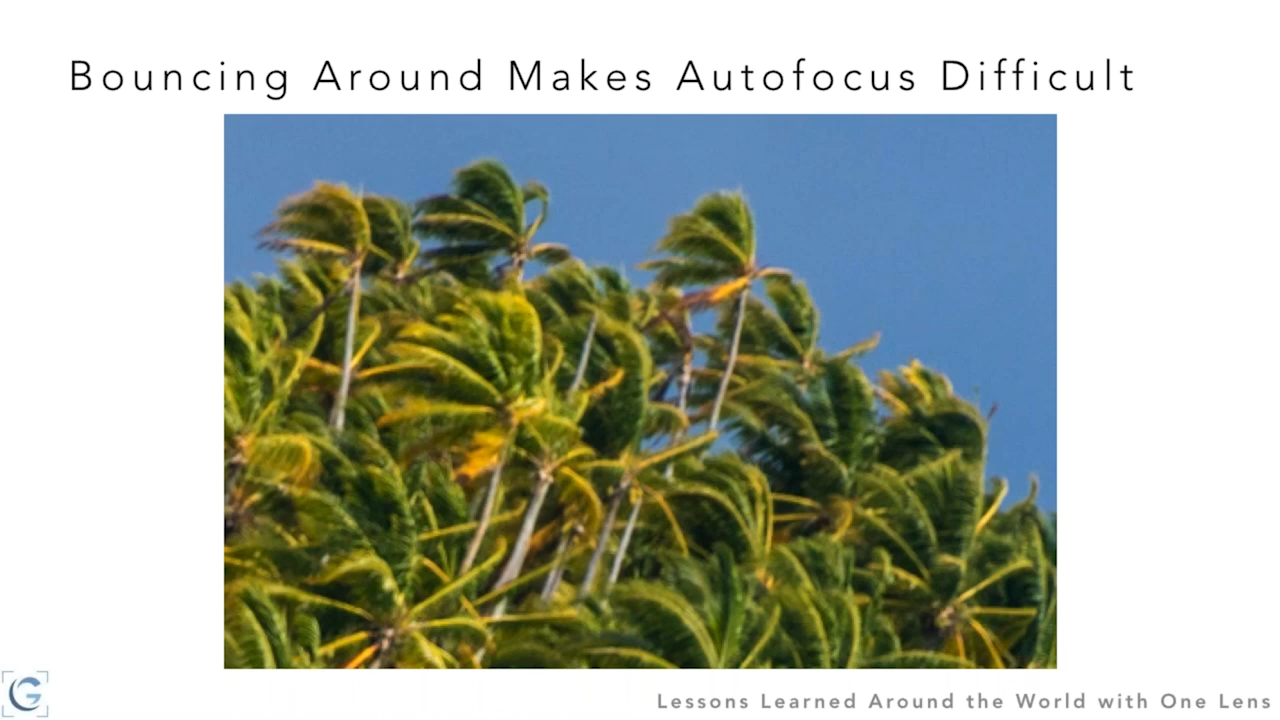 Bouncing Around Makes Autofocus Difficult
G
Lessons Learned Around the World with One Lens